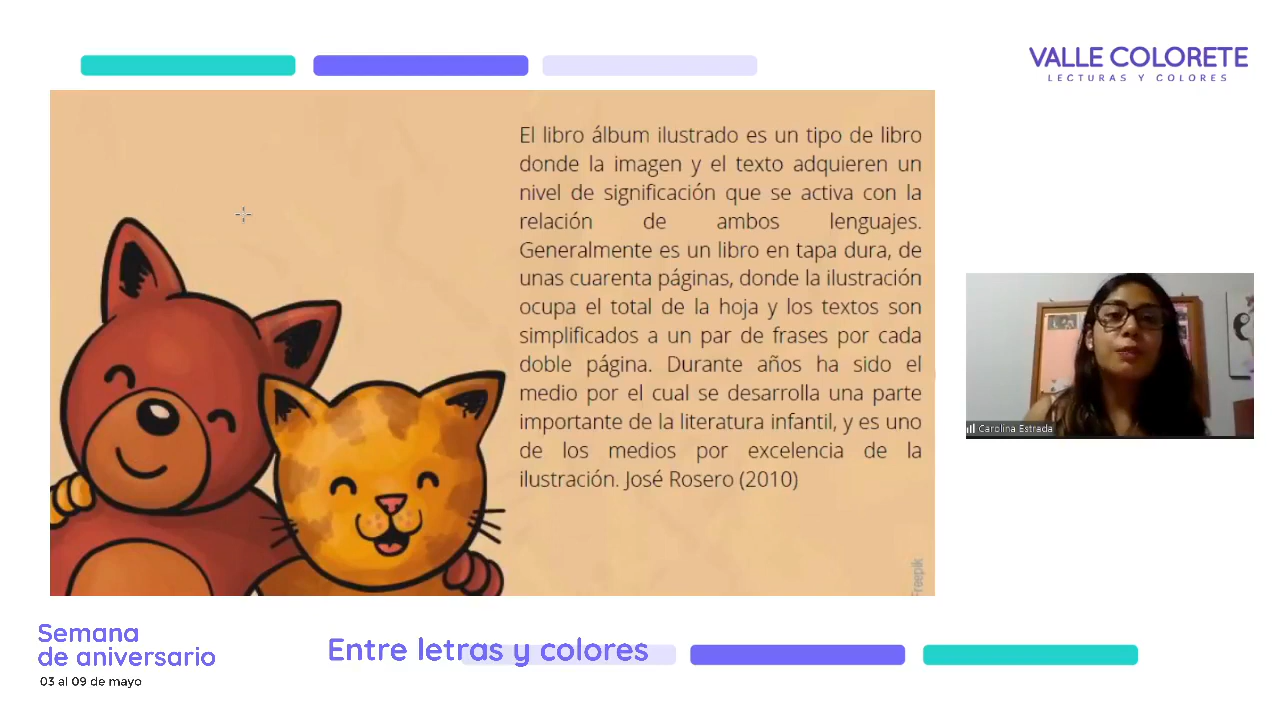 VALLE COLORETE
LECTURAS Y COLORES
El libro álbum ilustrado es un tipo de libro
donde la imagen y el texto adquieren un
nivel de significación que se activa con la
relación de ambos lenguajes.
Generalmente es un libro en tapa dura, de
unas cuarenta páginas, donde la ilustración
ocupa el total de la hoja y los textos son
simplificados a un par de frases por cada
doble página. Durante años ha sido el
medio por el cual se desarrolla una parte
importante de la literatura infantil, y es uno
de los medios por excelencia de la
ilustración. José Rosero (2010)
Freepik
Carolina Estrada
Semana
de aniversario
03 al 09 de mayo
Entre letras y colores